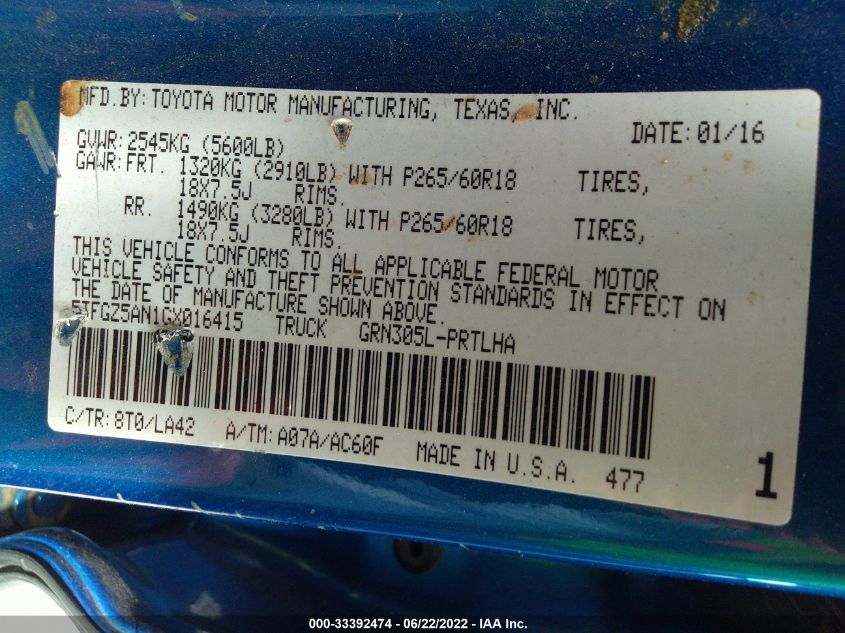 MFD.BY: TOYOTA MOTOR MANUFACTURING, TEXAS, INC.
DATE: 01/16
GVWR: 2545KG (5600LB)
GAWR: FRT. 1320KG (2910LB) WITH P265/60R18 TIRES,
18X7.5J RIMS.
RR. 1490KG (3280LB) WITH P265/60R18 TIRES,
18X7.5J RIMS.
THIS VEHICLE CONFORMS TO ALL APPLICABLE FEDERAL MOTOR
VEHICLE SAFETY AND THEFT PREVENTION STANDARDS IN EFFECT ON
THE DATE OF MANUFACTURE SHOWN ABOVE.
5TFGZ5AN1GX016415 TRUCK GRN305L-PRTLHA
C/TR: 8T0/LA42 A/TM: A07A/AC60F MADE IN U.S.A. 477
1
000-33392474 - 06/22/2022 - IAA Inc.